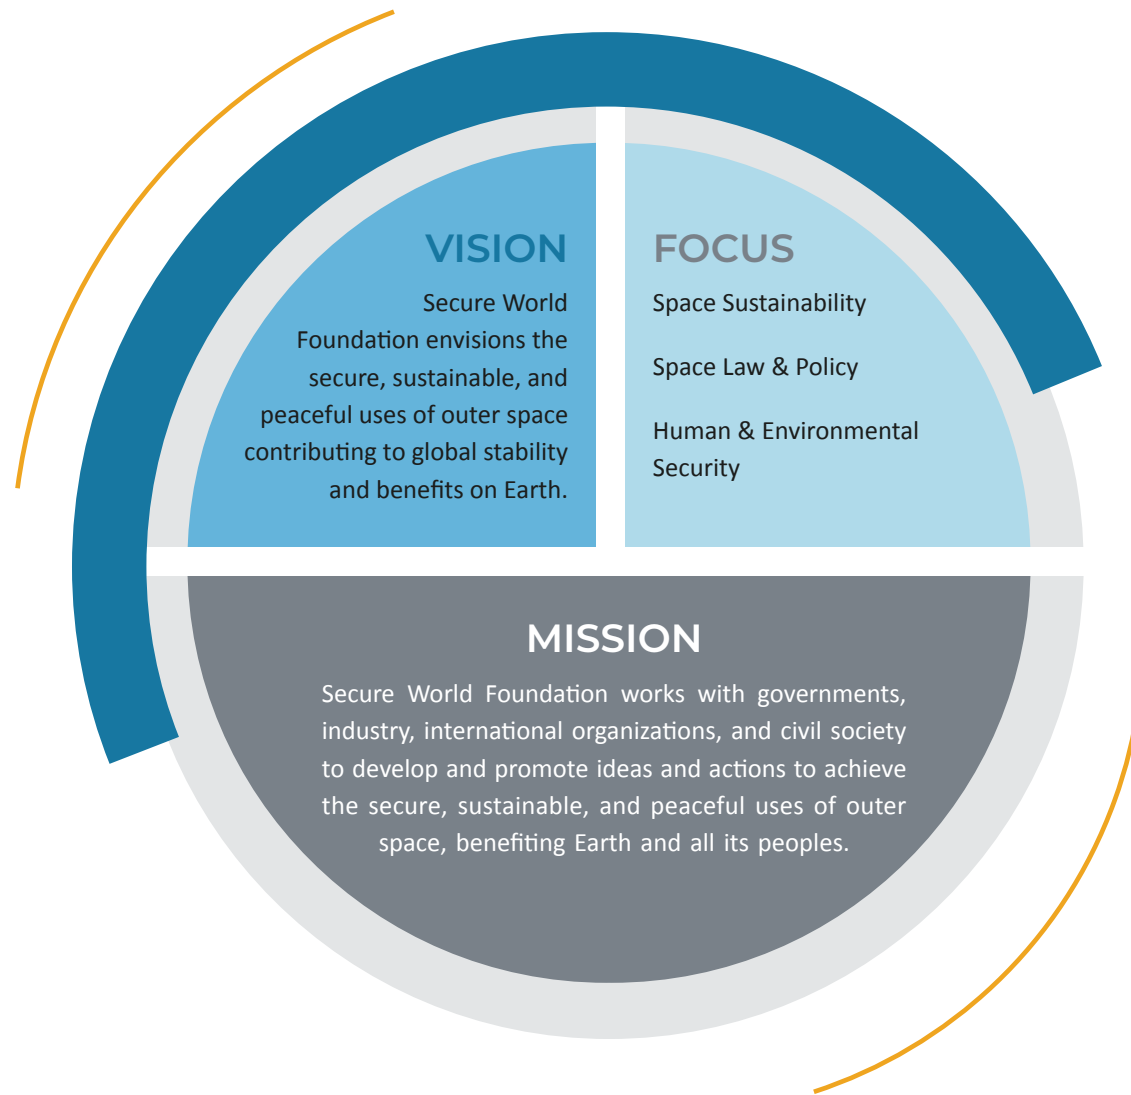 VISION
Secure World
Foundation envisions the
secure, sustainable, and
peaceful uses of outer space
contributing to global stability
and benefits on Earth.
FOCUS
Space Sustainability
Space Law & Policy
Human & Environmental
Security
MISSION
Secure World Foundation works with governments,
industry, international organizations, and civil society
to develop and promote ideas and actions to achieve
the secure, sustainable, and peaceful uses of outer
space, benefiting Earth and all its peoples.